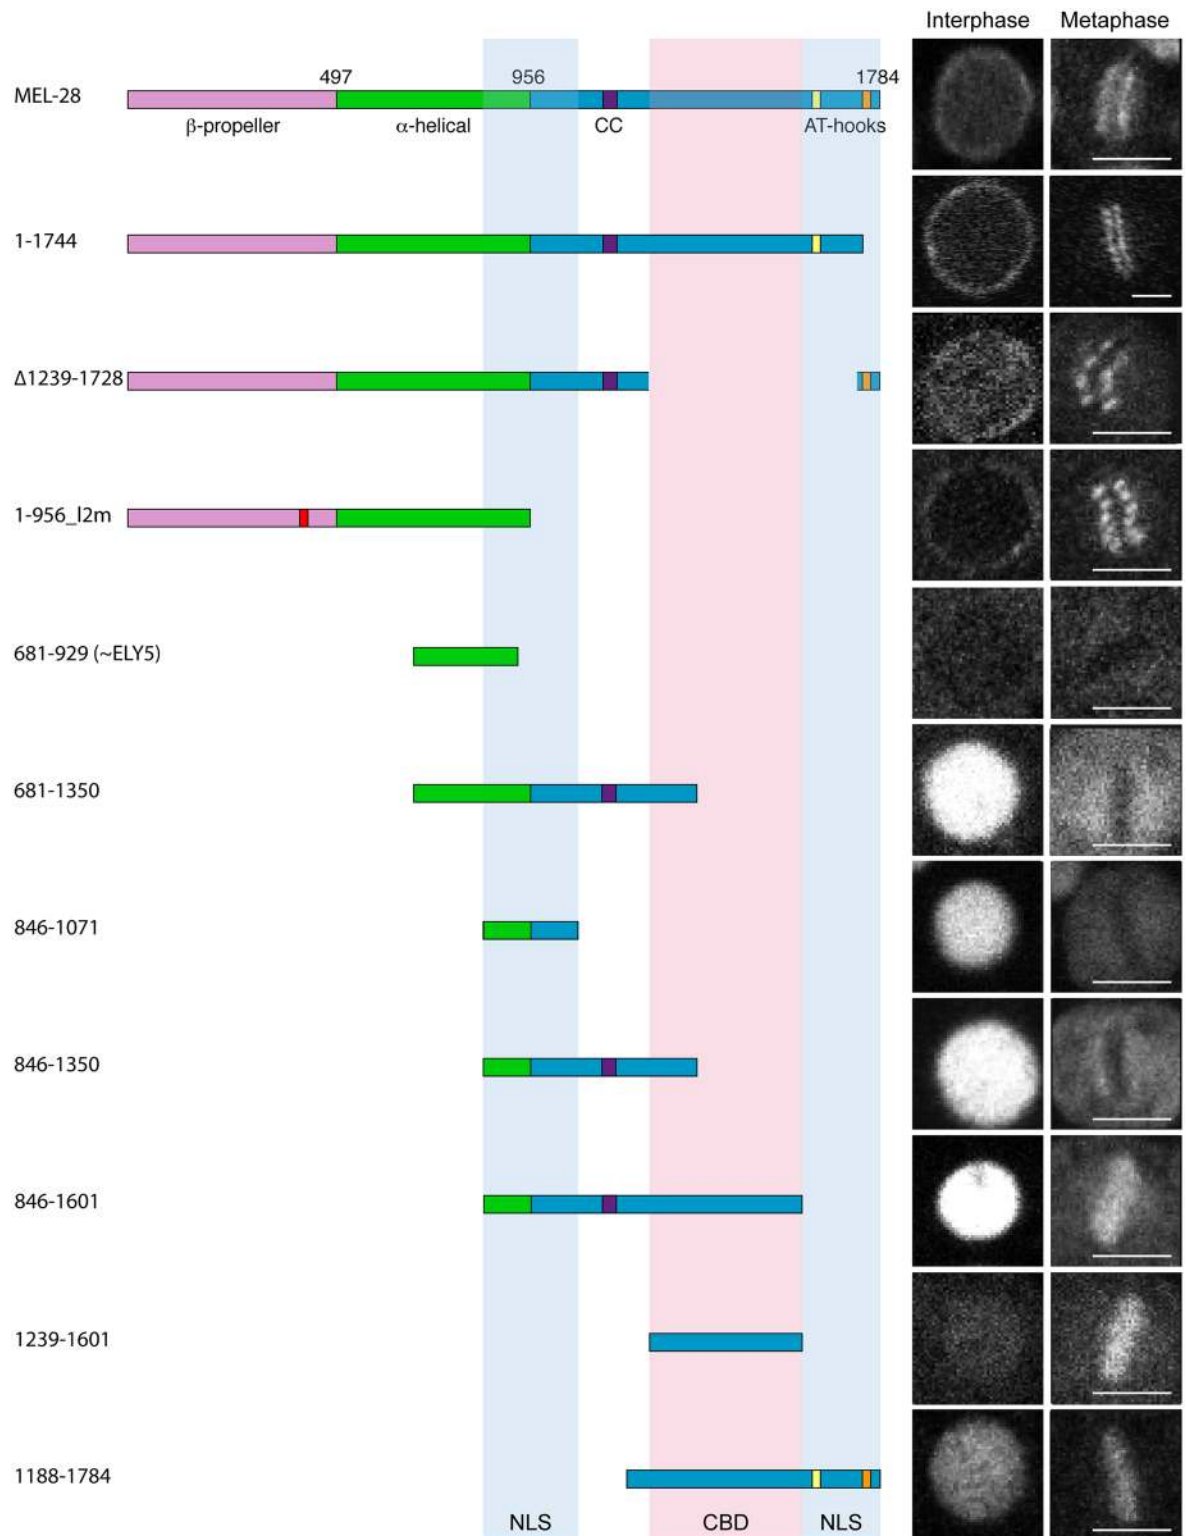 Interphase Metaphase
497 956 1784
MEL-28
β-propeller α-helical CC AT-hooks
1-1744
Δ1239-1728
1-956_l2m
681-929 (~ELY5)
681-1350
846-1071
846-1350
846-1601
1239-1601
1188-1784
NLS CBD NLS